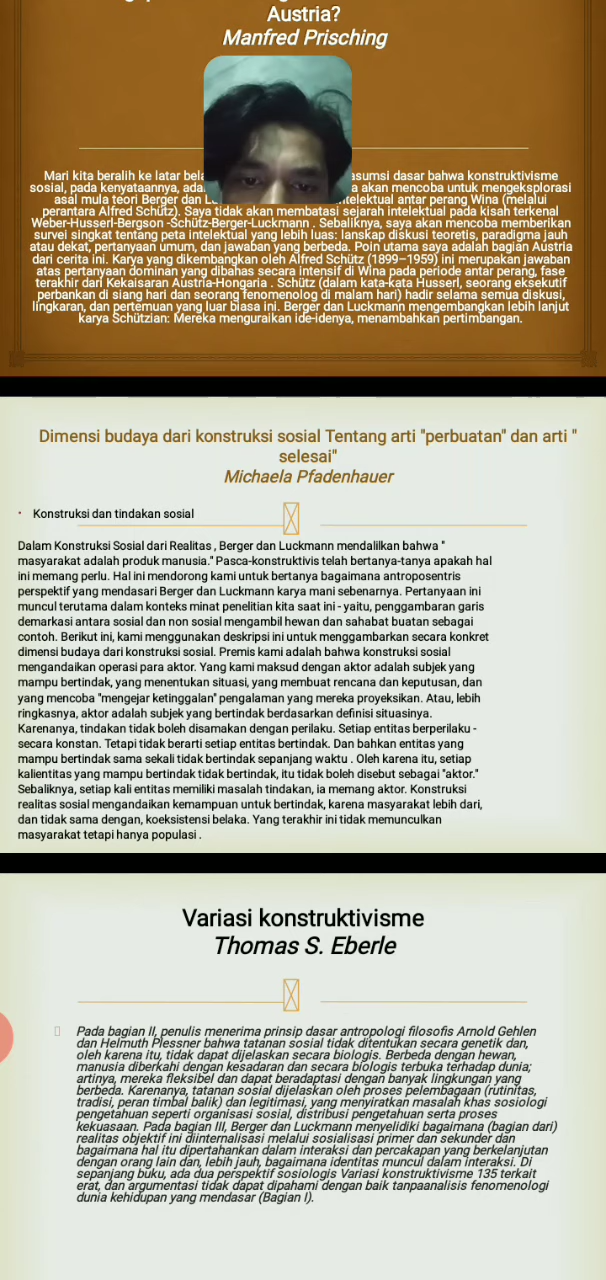 Austria?
Manfred Prisching
Mari kita beralih ke latar asumsi dasar bahwa konstruktivisme
sosial, pada kenyataannya, akan mencoba untuk mengeksplorasi
asal mula teori Berger dan antar perang Wina (melalui
perantara Alfred Schütz). Saya tidak akan membatasi sejarah intelektual pada kisah terkenal
Weber-Husserl-Bergson -Schütz-Berger-Luckmann . Sebaliknya, saya akan mencoba memberikan
survei singkat tentang peta intelektual yang lebih luas: lanskap diskusi teoretis, paradigma jauh
atau dekat, pertanyaan umum, dan jawaban yang berbeda. Poin utama saya adalah bagian Austria
dari cerita ini. Karya yang dikembangkan oleh Alfred Schütz (1899–1959) ini merupakan jawaban
atas pertanyaan dominan yang dibahas secara intensif di Wina pada periode antar perang, fase
terakhir dari Kekaisaran Austria-Hongaria . Schütz (dalam kata-kata Husserl, seorang eksekutif
perbankan di siang hari dan seorang fenomenolog di malam hari) hadir selama semua diskusi,
lingkaran, dan pertemuan yang luar biasa ini. Berger dan Luckmann mengembangkan lebih lanjut
karya Schützian: Mereka menguraikan ide-idenya, menambahkan pertimbangan.
Dimensi budaya dari konstruksi sosial Tentang arti "perbuatan" dan arti "
selesai"
Michaela Pfadenhauer
• Konstruksi dan tindakan sosial
Dalam Konstruksi Sosial dari Realitas , Berger dan Luckmann mendalilkan bahwa "
masyarakat adalah produk manusia." Pasca-konstruktivis telah bertanya-tanya apakah hal
ini memang perlu. Hal ini mendorong kami untuk bertanya bagaimana antroposentris
perspektif yang mendasari Berger dan Luckmann karya mani sebenarnya. Pertanyaan ini
muncul terutama dalam konteks minat penelitian kita saat ini - yaitu, penggambaran garis
demarkasi antara sosial dan non sosial mengambil hewan dan sahabat buatan sebagai
contoh. Berikut ini, kami menggunakan deskripsi ini untuk menggambarkan secara konkret
dimensi budaya dari konstruksi sosial. Premis kami adalah bahwa konstruksi sosial
mengandaikan operasi para aktor. Yang kami maksud dengan aktor adalah subjek yang
mampu bertindak, yang menentukan situasi, yang membuat rencana dan keputusan, dan
yang mencoba "mengejar ketinggalan" pengalaman yang mereka proyeksikan. Atau, lebih
ringkasnya, aktor adalah subjek yang bertindak berdasarkan definisi situasinya.
Karenanya, tindakan tidak boleh disamakan dengan perilaku. Setiap entitas berperilaku -
secara konstan. Tetapi tidak berarti setiap entitas bertindak. Dan bahkan entitas yang
mampu bertindak sama sekali tidak bertindak sepanjang waktu . Oleh karena itu, setiap
kalientitas yang mampu bertindak tidak bertindak, itu tidak boleh disebut sebagai "aktor."
Sebaliknya, setiap kali entitas memiliki masalah tindakan, ia memang aktor. Konstruksi
realitas sosial mengandaikan kemampuan untuk bertindak, karena masyarakat lebih dari,
dan tidak sama dengan, koeksistensi belaka. Yang terakhir ini tidak memunculkan
masyarakat tetapi hanya populasi .
Variasi konstruktivisme
Thomas S. Eberle
Pada bagian II, penulis menerima prinsip dasar antropologi filosofis Arnold Gehlen
dan Helmuth Plessner bahwa tatanan sosial tidak ditentukan secara genetik dan,
oleh karena itu, tidak dapat dijelaskan secara biologis. Berbeda dengan hewan,
manusia diberkahi dengan kesadaran dan secara biologis terbuka terhadap dunia;
artinya, mereka fleksibel dan dapat beradaptasi dengan banyak lingkungan yang
berbeda. Karenanya, tatanan sosial dijelaskan oleh proses pelembagaan (rutinitas,
tradisi, peran timbal balik) dan legitimasi, yang menyiratkan masalah khas sosiologi
pengetahuan seperti organisasi sosial, distribusi pengetahuan serta proses
kekuasaan. Pada bagian III, Berger dan Luckmann menyelidiki bagaimana (bagian dari)
realitas objektif ini diinternalisasi melalui sosialisasi primer dan sekunder dan
bagaimana hal itu dipertahankan dalam interaksi dan percakapan yang berkelanjutan
dengan orang lain dan, lebih jauh, bagaimana identitas muncul dalam interaksi. Di
sepanjang buku, ada dua perspektif sosiologis Variasi konstruktivisme 135 terkait
erat, dan argumentasi tidak dapat dipahami dengan baik tanpaanalisis fenomenologi
dunia kehidupan yang mendasar (Bagian I).